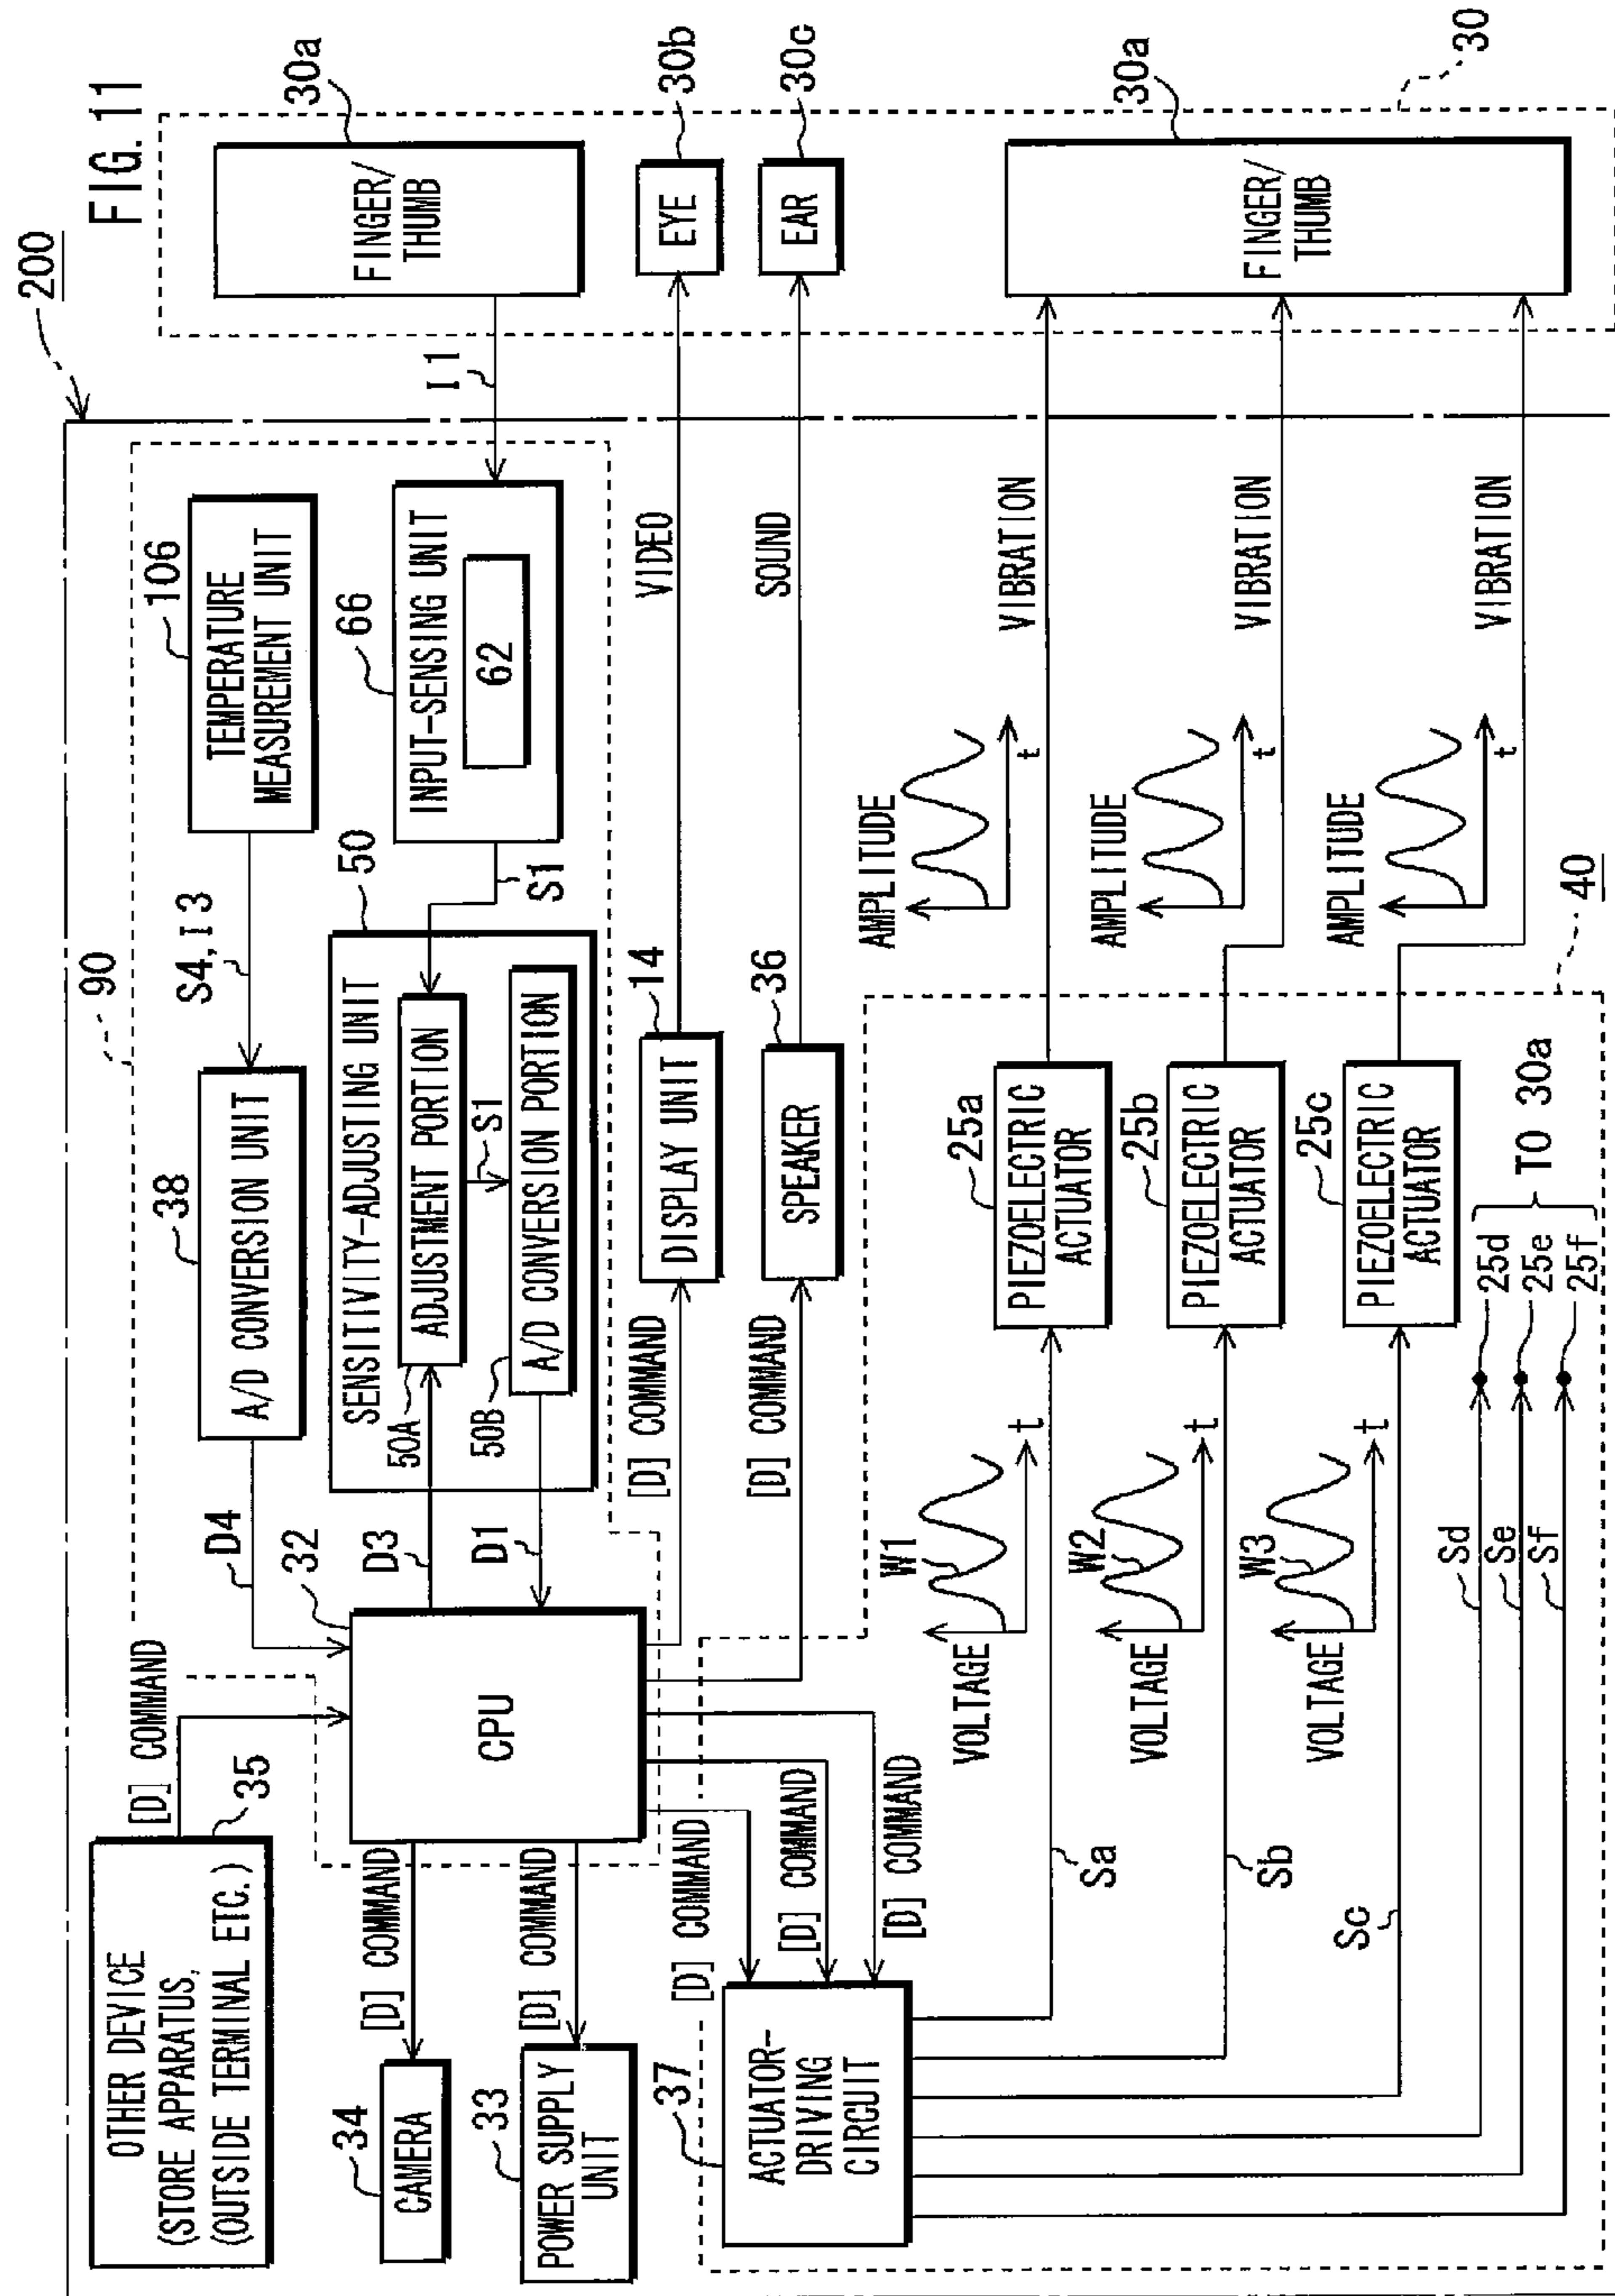 FIG. 11
200
90
106
TEMPERATURE
MEASUREMENT UNIT
S4, I3
38
A/D CONVERSION UNIT
D4
[D] COMMAND
35
OTHER DEVICE
(STORE APPARATUS,
(OUTSIDE TERMINAL ETC.)
30a
FINGER/
THUMB
I1
66
INPUT-SENSING UNIT
62
S1
50
SENSITIVITY-ADJUSTING UNIT
50A
ADJUSTMENT PORTION
S1
50B
A/D CONVERSION PORTION
D3
D1
32
CPU
[D] COMMAND
34
CAMERA
[D] COMMAND
33
POWER SUPPLY
UNIT
30b
EYE
VIDEO
14
DISPLAY UNIT
[D] COMMAND
30c
EAR
SOUND
36
SPEAKER
[D] COMMAND
[D] COMMAND
[D] COMMAND
[D] COMMAND
37
ACTUATOR-
DRIVING
CIRCUIT
Sa
VOLTAGE
W1
t
25a
PIEZOELECTRIC
ACTUATOR
AMPLITUDE
t
VIBRATION
Sb
VOLTAGE
W2
t
25b
PIEZOELECTRIC
ACTUATOR
AMPLITUDE
t
VIBRATION
Sc
VOLTAGE
W3
t
25c
PIEZOELECTRIC
ACTUATOR
AMPLITUDE
t
VIBRATION
30a
FINGER/
THUMB
30
40
Sd
Se
Sf
25d
25e
25f
TO 30a